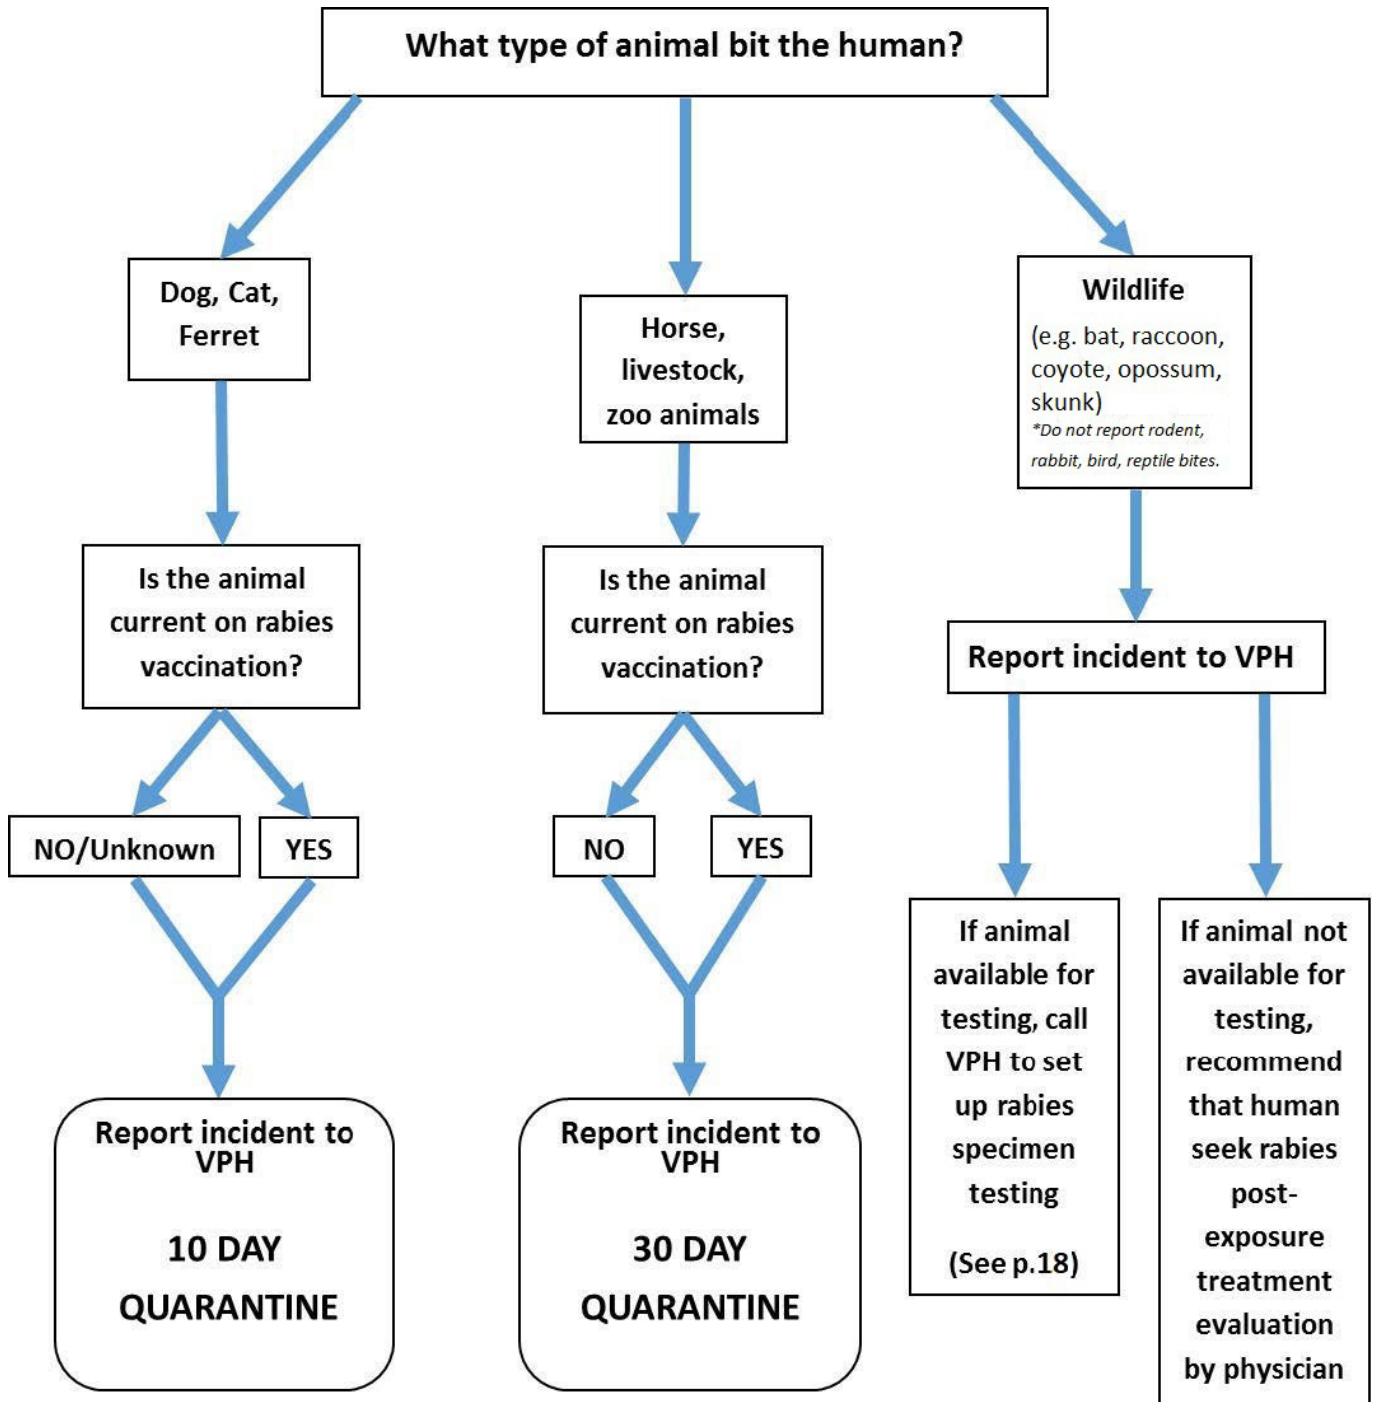 What type of animal bit the human?
Dog, Cat,
Ferret
Horse,
livestock,
zoo animals
Wildlife
(e.g. bat, raccoon,
coyote, opossum,
skunk)
*Do not report rodent,
rabbit, bird, reptile bites.
Is the animal
current on rabies
vaccination?
Is the animal
current on rabies
vaccination?
Report incident to VPH
NO/Unknown
YES
NO
YES
Report incident to
VPH
10 DAY
QUARANTINE
Report incident to
VPH
30 DAY
QUARANTINE
If animal
available for
testing, call
VPH to set
up rabies
specimen
testing
(See p.18)
If animal not
available for
testing,
recommend
that human
seek rabies
post-
exposure
treatment
evaluation
by physician